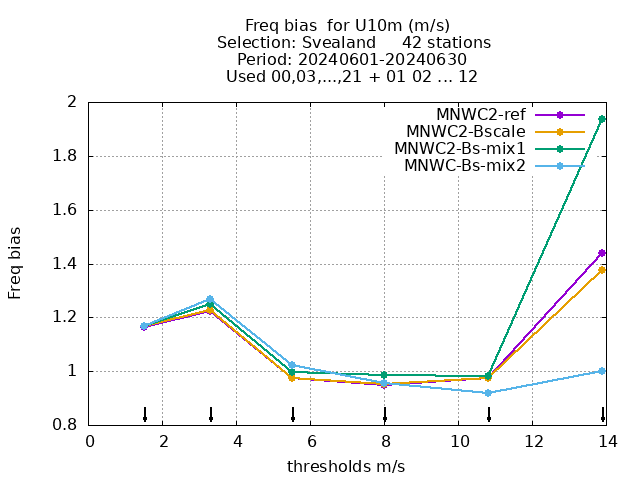 Freq bias  for U10m (m/s)
Selection: Svealand     42 stations
Period: 20240601-20240630
Used 00,03,...,21 + 01 02 ... 12
MNWC2-ref
MNWC2-Bscale
MNWC2-Bs-mix1
MNWC-Bs-mix2
Freq bias
2
1.8
1.6
1.4
1.2
1
0.8
0 2 4 6 8 10 12 14
thresholds m/s